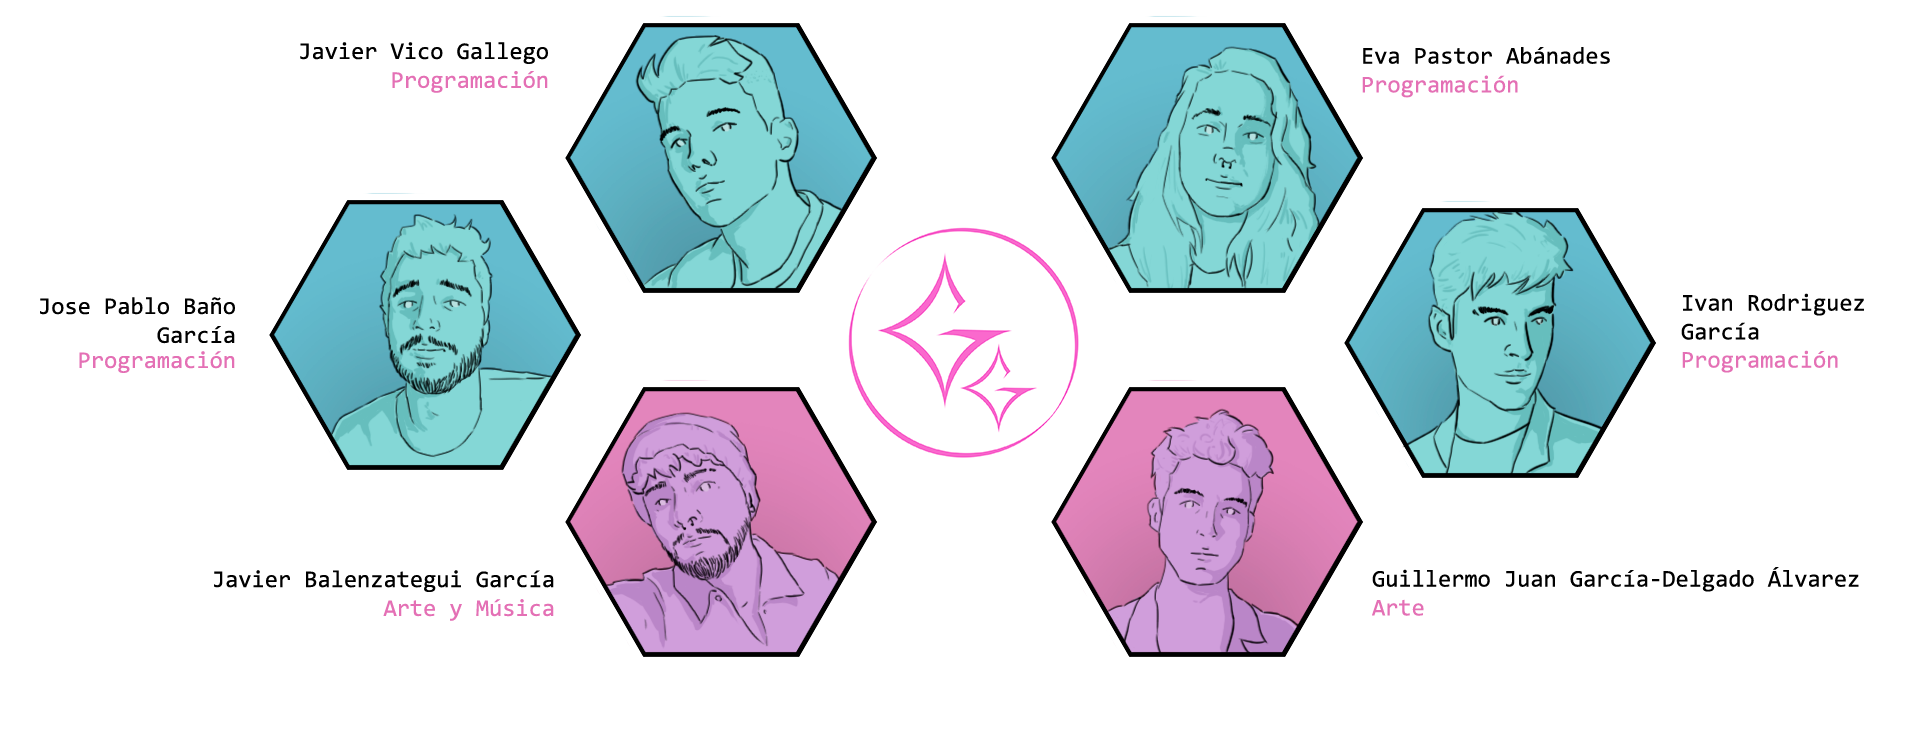 Javier Vico Gallego
Programación
Eva Pastor Abánades
Programación
Jose Pablo Baño
García
Programación
Ivan Rodriguez
García
Programación
Javier Balenzategui García
Arte y Música
Guillermo Juan García-Delgado Álvarez
Arte